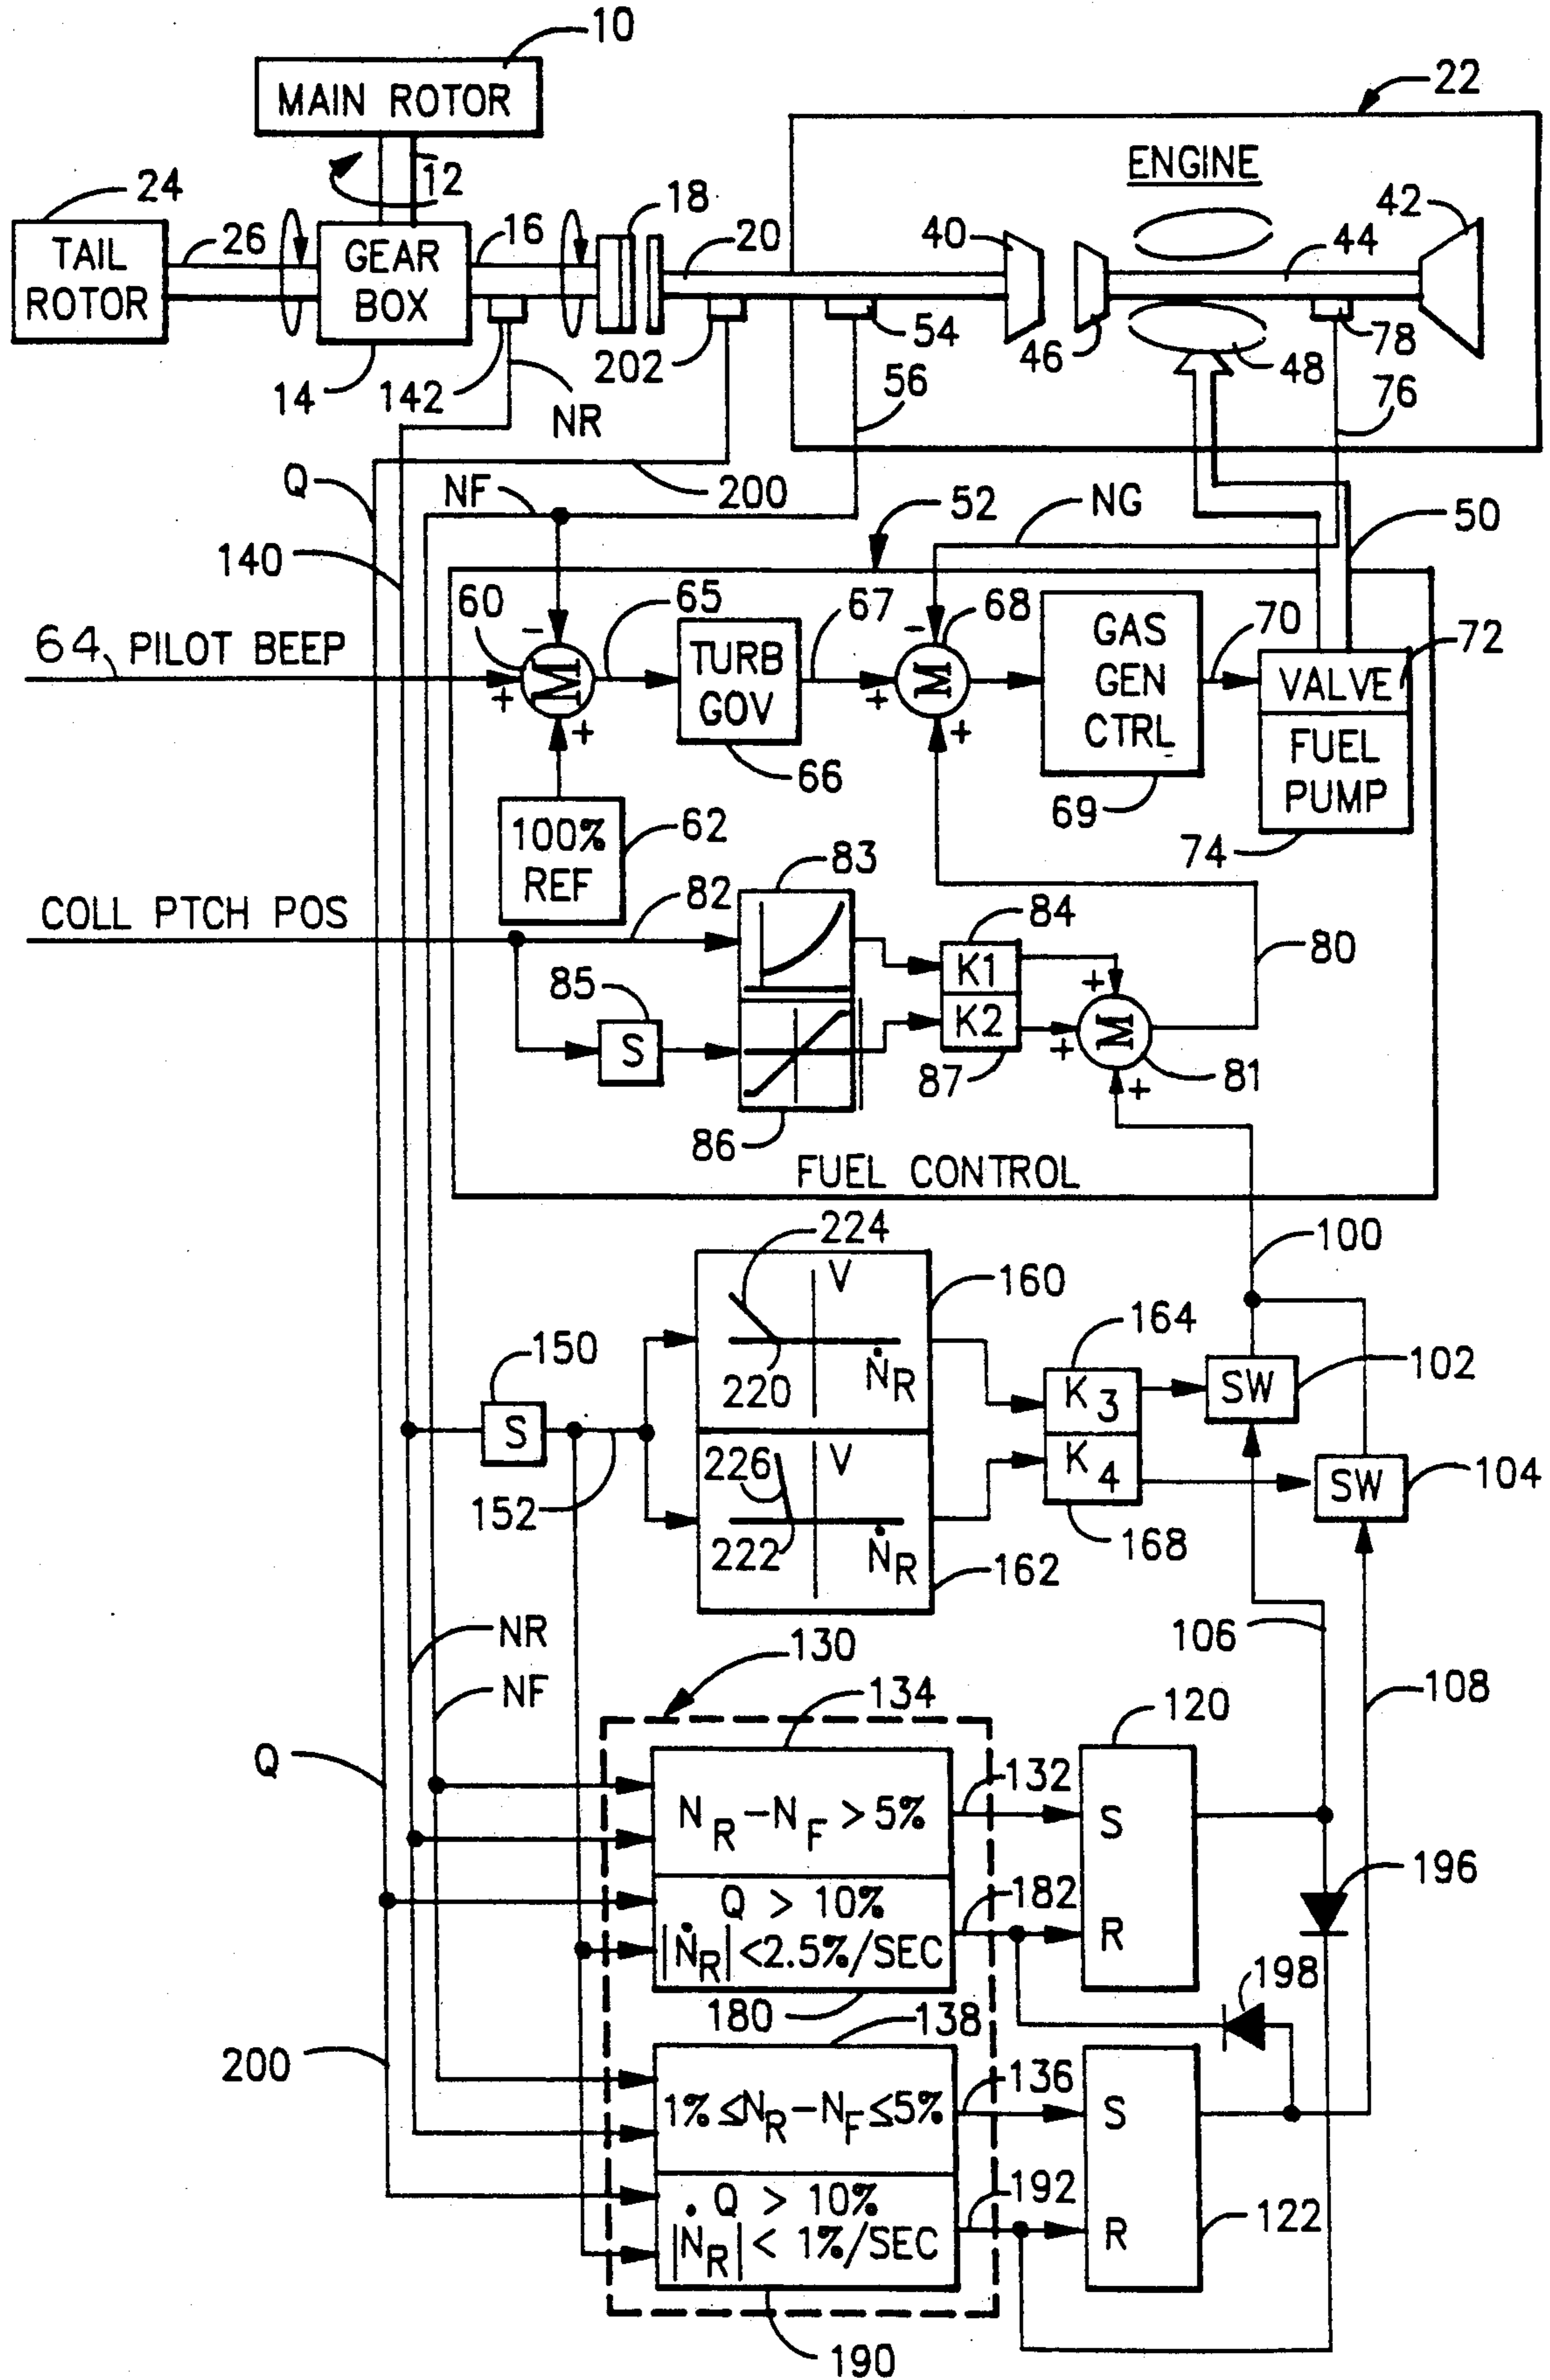 10
MAIN ROTOR
22
ENGINE
24
12
18
42
TAIL
ROTOR
26
GEAR
BOX
16
20
40
44
14
142
202
54
46
48
78
NR
56
76
Q
200
NF
52
NG
50
140
60
65
67
68
GAS
GEN
CTRL
70
72
64 PILOT BEEP
-
M
+
+
TURB
GOV
-
M
+
+
VALVE
FUEL
PUMP
66
69
74
100%
REF
62
83
COLL PTCH POS
82
84
80
K1
K2
+
+
+
M
85
S
87
81
86
FUEL CONTROL
224
100
V
160
164
150
220
ṄR
K3
SW
102
S
226
V
K4
SW
104
152
222
ṄR
162
168
NR
130
106
NF
134
120
108
Q
132
NR-NF>5%
S
196
Q > 10%
182
|ṄR|<2.5%/SEC
R
198
180
138
200
136
1%≤NR-NF≤5%
S
Q > 10%
192
|ṄR| < 1%/SEC
R
122
190